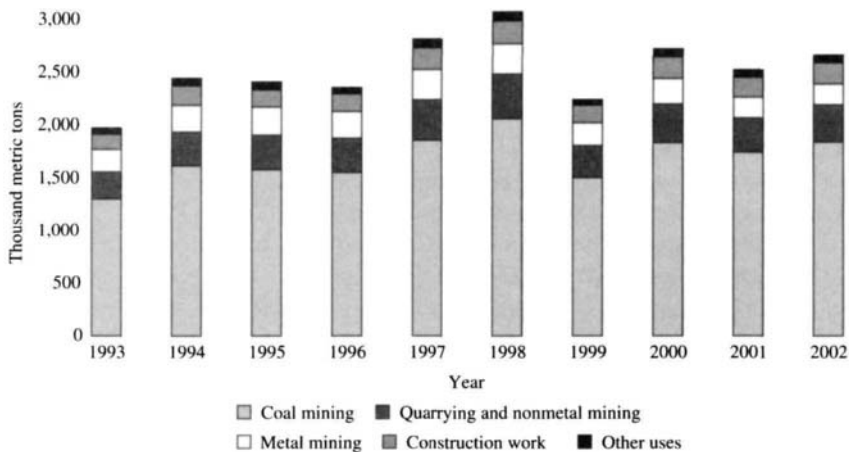 Thousand metric tons
3,000
2,500
2,000
1,500
1,000
500
0
1993 1994 1995 1996 1997 1998 1999 2000 2001 2002
Year
Coal mining Quarrying and nonmetal mining
Metal mining Construction work Other uses